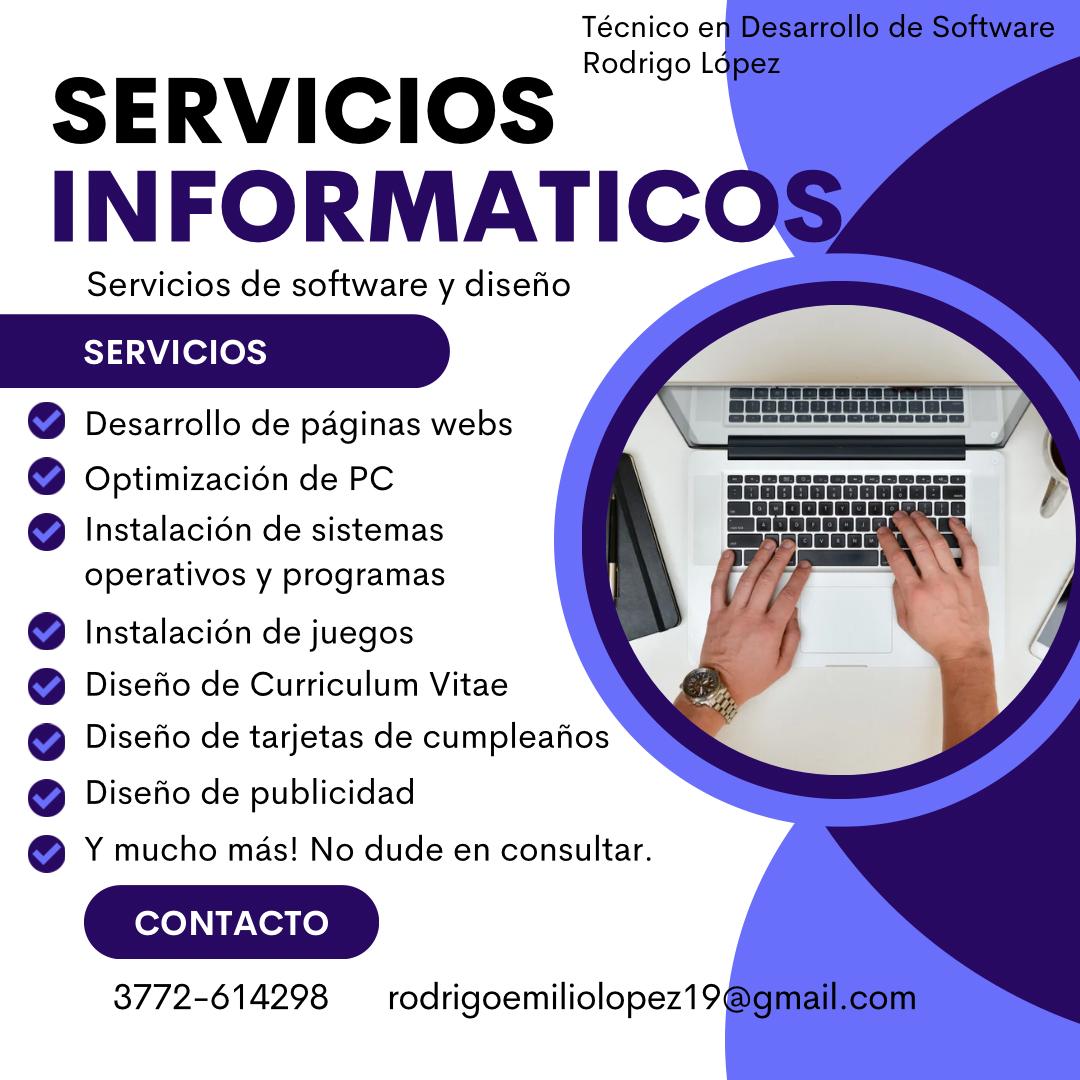 Técnico en Desarrollo de Software
Rodrigo López
SERVICIOS
INFORMATICOS
Servicios de software y diseño
SERVICIOS
Desarrollo de páginas webs
Optimización de PC
Instalación de sistemas
operativos y programas
Instalación de juegos
Diseño de Curriculum Vitae
Diseño de tarjetas de cumpleaños
Diseño de publicidad
Y mucho más! No dude en consultar.
CONTACTO
3772-614298 rodrigoemiliolopez19@gmail.com